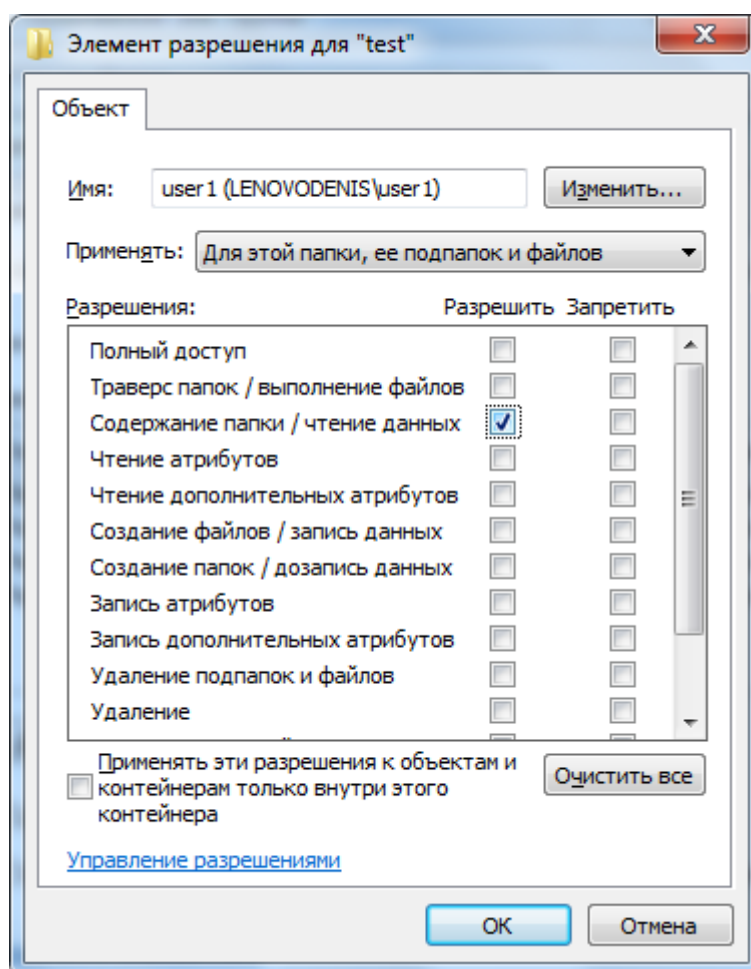 Элемент разрешения для "test"
Объект
Имя: user1 (LENOVODENIS\user1) Изменить...
Применять: Для этой папки, ее подпапок и файлов
Разрешения: Разрешить Запретить
Полный доступ
Траверс папок / выполнение файлов
Содержание папки / чтение данных
Чтение атрибутов
Чтение дополнительных атрибутов
Создание файлов / запись данных
Создание папок / дозапись данных
Запись атрибутов
Запись дополнительных атрибутов
Удаление подпапок и файлов
Удаление
Применять эти разрешения к объектам и
контейнерам только внутри этого
контейнера
Очистить все
Управление разрешениями
ОК Отмена